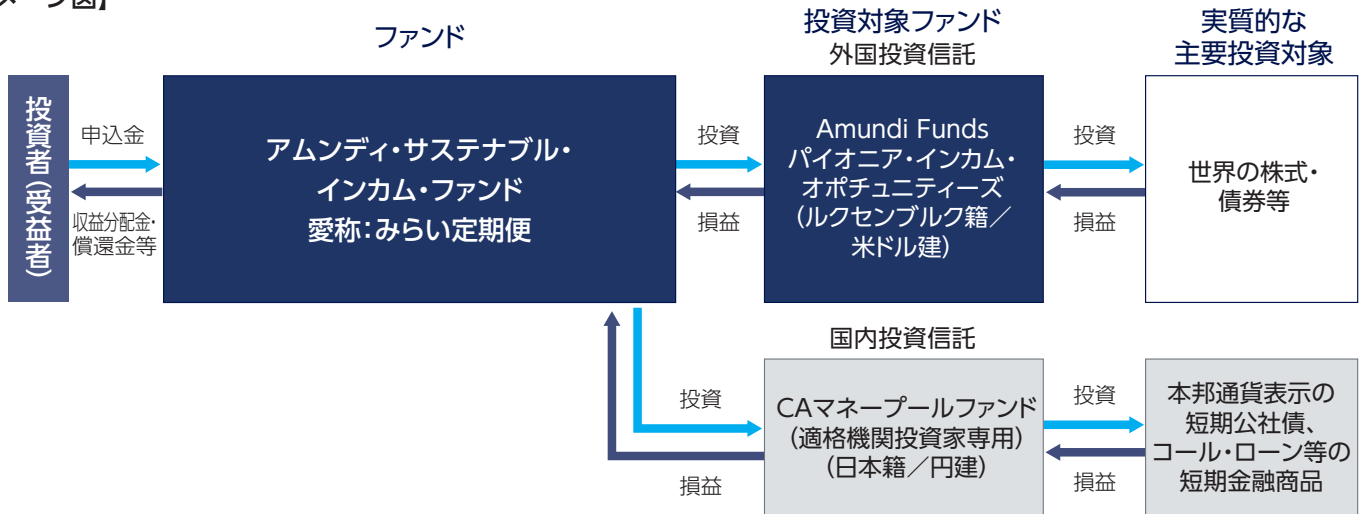 ファンド
投資対象ファンド
外国投資信託
実質的な
主要投資対象
投資者(受益者)
申込金
収益分配金・
償還金等
アムンディ・サステナブル・
インカム・ファンド
愛称：みらい定期便
投資
損益
Amundi Funds
パイオニア・インカム・
オポチュニティーズ
(ルクセンブルク籍／
米ドル建)
投資
損益
世界の株式・
債券等
国内投資信託
投資
損益
CAマネープールファンド
(適格機関投資家専用)
(日本籍／円建)
投資
損益
本邦通貨表示の
短期公社債、
コール・ローン等の
短期金融商品